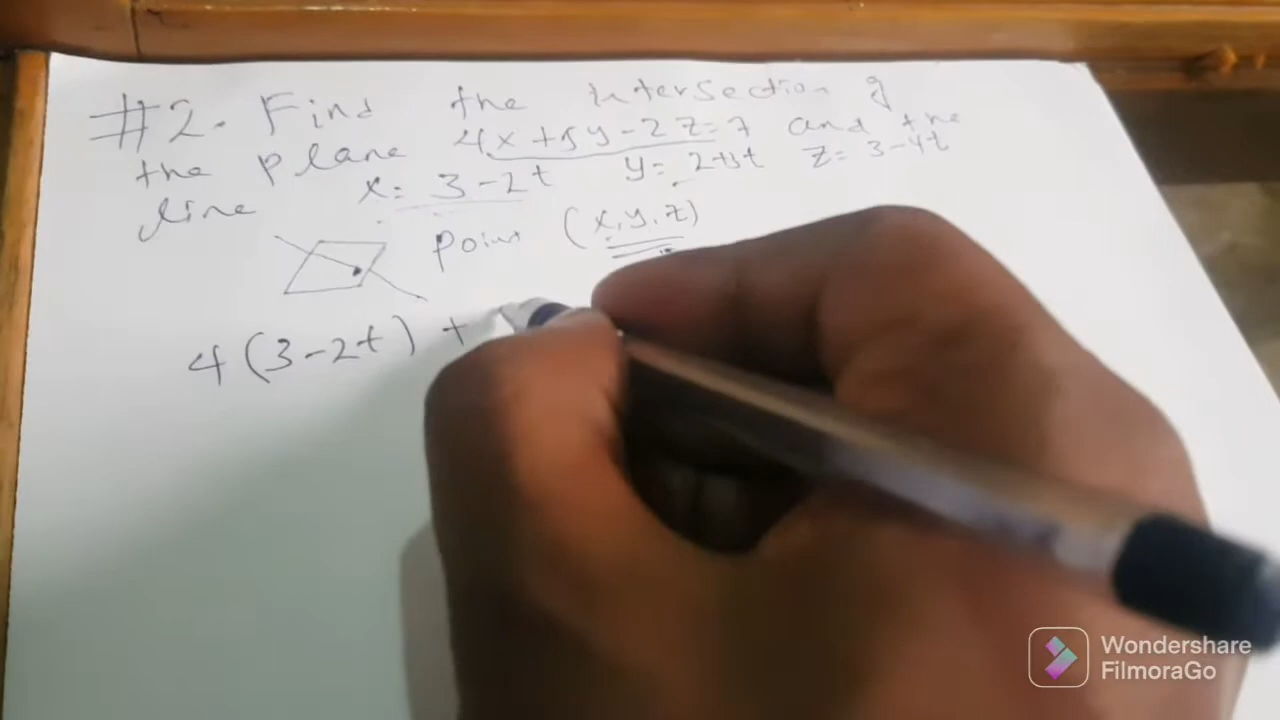 #2. Find the intersection of
the plane 4x+5y-2z=7 and the
line x= 3-2t y= 2+3t z= 3-4t
point (x,y,z)
4(3-2t) +
Wondershare
FilmoraGo